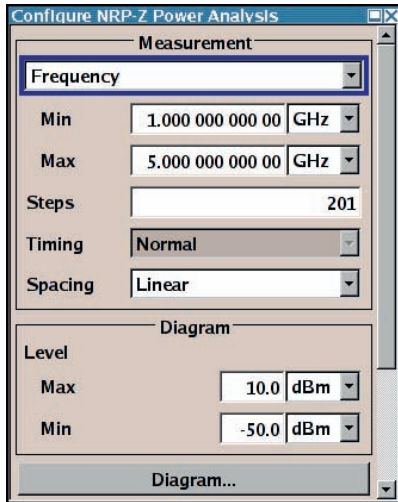 Configure NRP-Z Power Analysis
Measurement
Frequency
Min 1.000 000 000 00 GHz
Max 5.000 000 000 00 GHz
Steps 201
Timing Normal
Spacing Linear
Diagram
Level
Max 10.0 dBm
Min -50.0 dBm
Diagram...